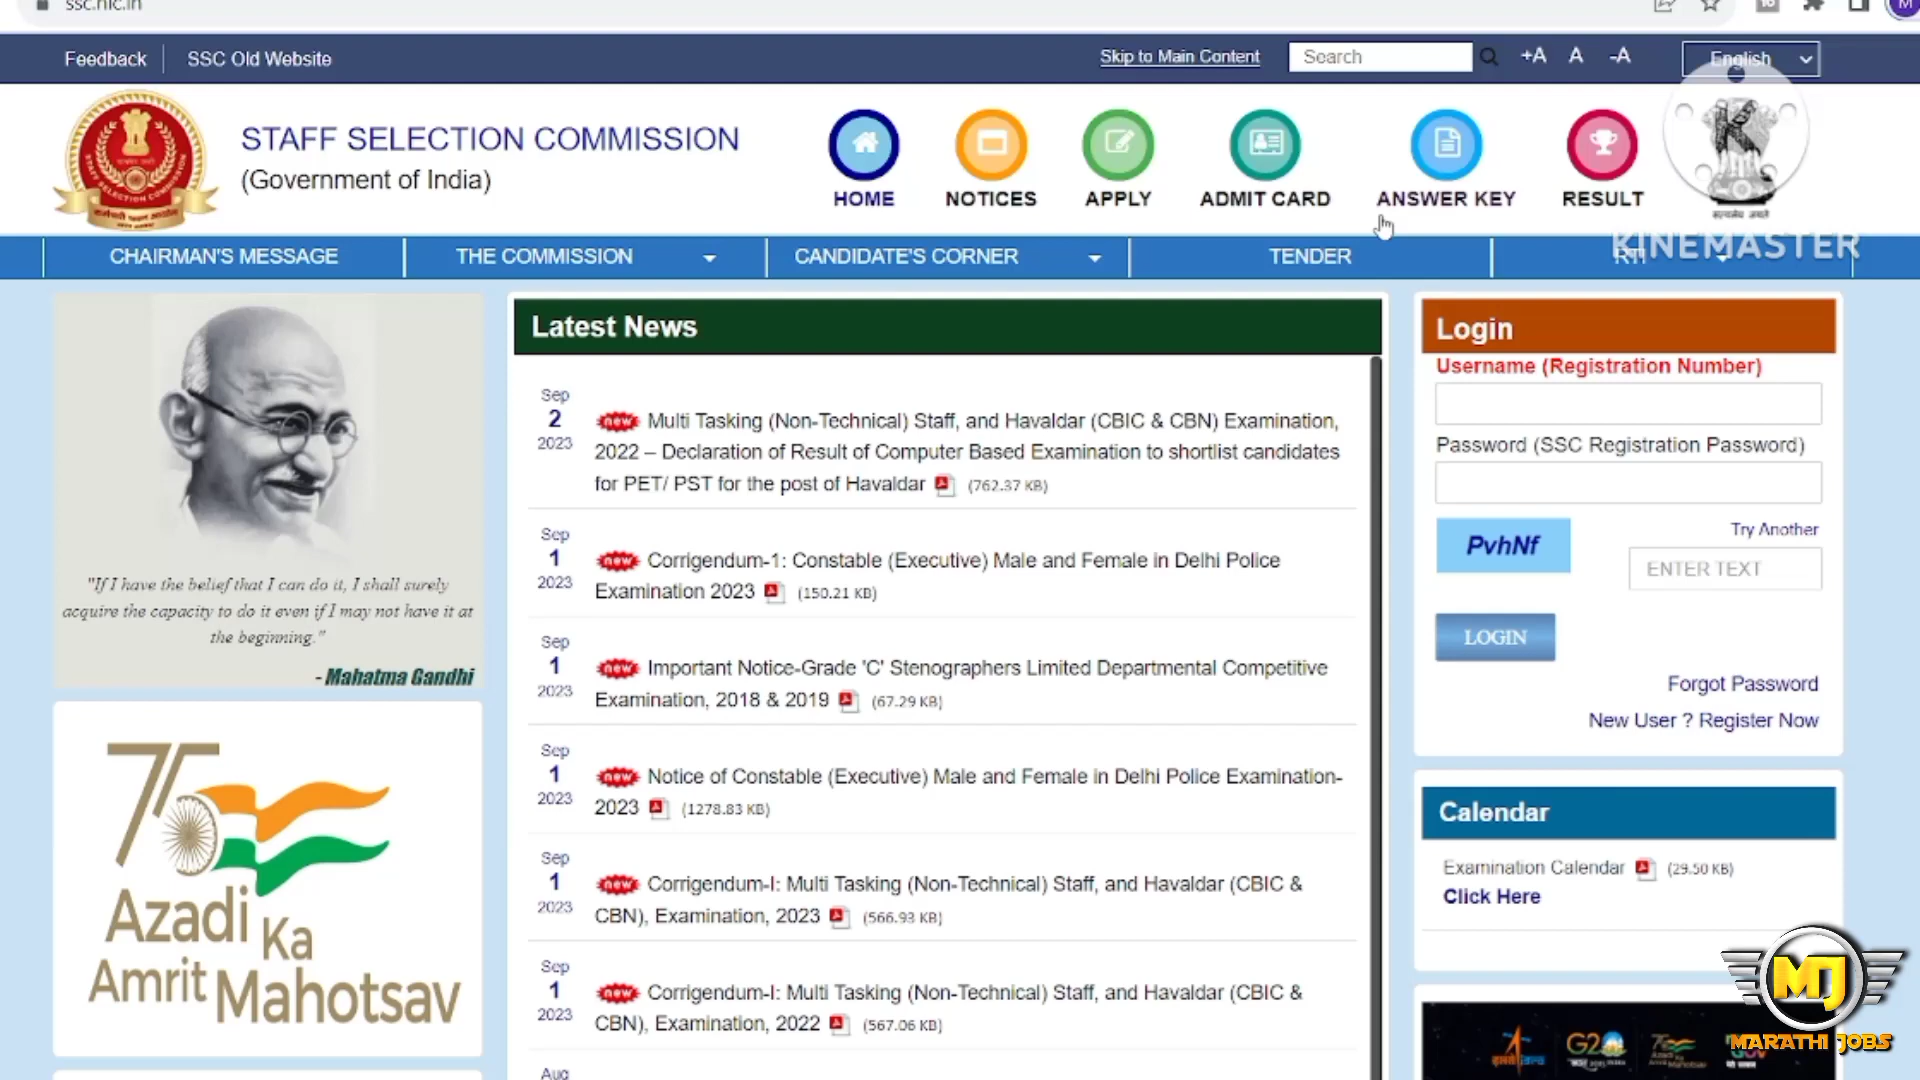 ssc.nic.in
Feedback
SSC Old Website
Skip to Main Content
Search
+A A -A
English
STAFF SELECTION COMMISSION
(Government of India)
HOME
NOTICES
APPLY
ADMIT CARD
ANSWER KEY
RESULT
सत्यमेव जयते
KINEMASTER
CHAIRMAN'S MESSAGE
THE COMMISSION
CANDIDATE'S CORNER
TENDER
RTI
"If I have the belief that I can do it, I shall surely
acquire the capacity to do it even if I may not have it at
the beginning."
- Mahatma Gandhi
75
Azadi Ka
Amrit Mahotsav
Latest News
Sep
2
2023
new Multi Tasking (Non-Technical) Staff, and Havaldar (CBIC & CBN) Examination,
2022 – Declaration of Result of Computer Based Examination to shortlist candidates
for PET/ PST for the post of Havaldar (762.37 KB)
Sep
1
2023
new Corrigendum-1: Constable (Executive) Male and Female in Delhi Police
Examination 2023 (150.21 KB)
Sep
1
2023
new Important Notice-Grade 'C' Stenographers Limited Departmental Competitive
Examination, 2018 & 2019 (67.29 KB)
Sep
1
2023
new Notice of Constable (Executive) Male and Female in Delhi Police Examination-
2023 (1278.83 KB)
Sep
1
2023
new Corrigendum-I: Multi Tasking (Non-Technical) Staff, and Havaldar (CBIC &
CBN), Examination, 2023 (566.93 KB)
Sep
1
2023
new Corrigendum-I: Multi Tasking (Non-Technical) Staff, and Havaldar (CBIC &
CBN), Examination, 2022 (567.06 KB)
Aug
Login
Username (Registration Number)
Password (SSC Registration Password)
PvhNf
Try Another
ENTER TEXT
LOGIN
Forgot Password
New User ? Register Now
Calendar
Examination Calendar (29.50 KB)
Click Here
G20
MJ
MARATHI JOBS